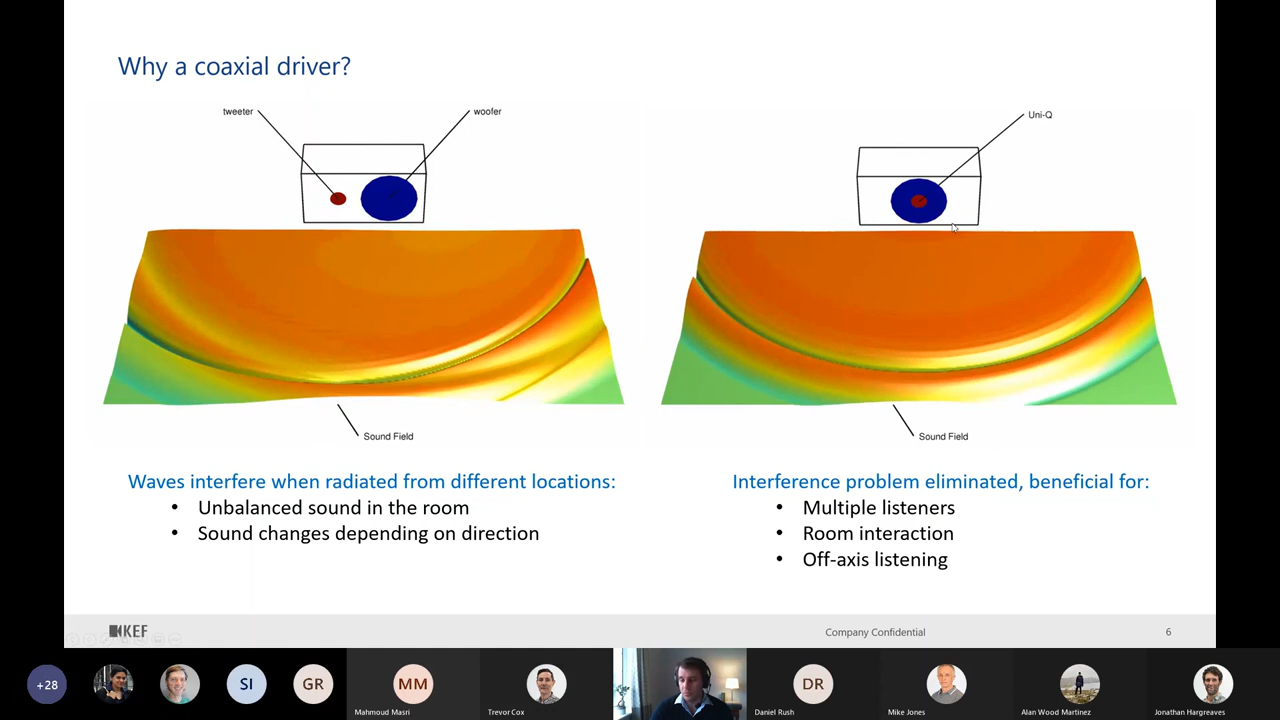 Why a coaxial driver?
tweeter
woofer
Uni-Q
Sound Field
Sound Field
Waves interfere when radiated from different locations:
• Unbalanced sound in the room
• Sound changes depending on direction
Interference problem eliminated, beneficial for:
• Multiple listeners
• Room interaction
• Off-axis listening
KEF
Company Confidential
6
+28
SI
GR
MM
Mahmoud Masri
Trevor Cox
DR
Daniel Rush
Mike Jones
Alan Wood Martinez
Jonathan Hargreaves